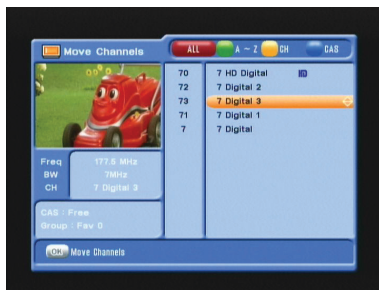 Move Channels
ALL A ~ Z CH CAS
70 7 HD Digital HD
72 7 Digital 2
73 7 Digital 3
71 7 Digital 1
7 7 Digital
Freq 177.5 MHz
BW 7MHz
CH 7 Digital 3
CAS : Free
Group : Fav 0
OK Move Channels